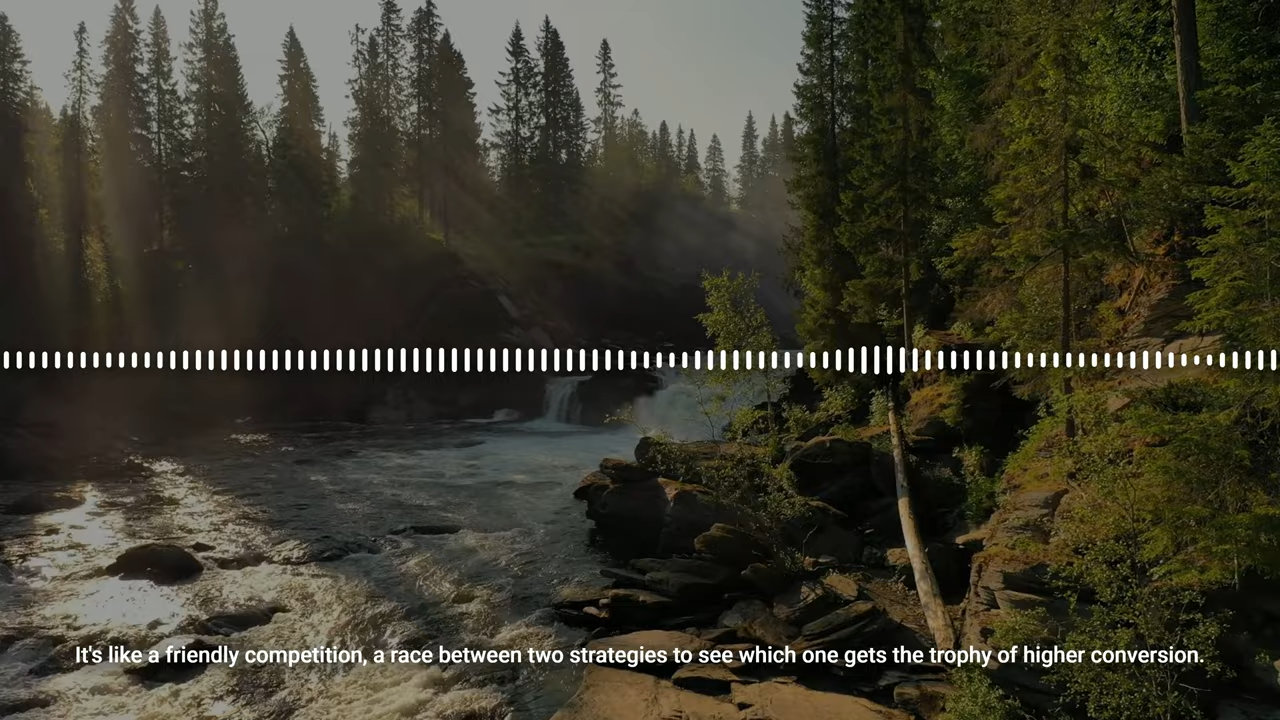 It's like a friendly competition, a race between two strategies to see which one gets the trophy of higher conversion.